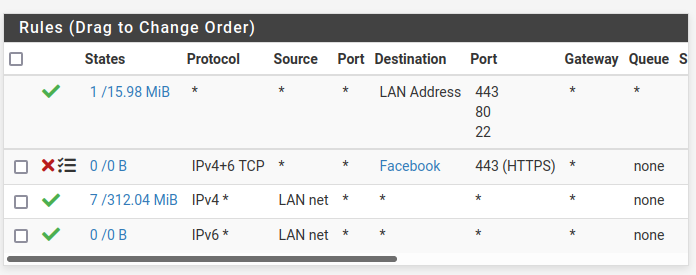 Rules (Drag to Change Order)
States Protocol Source Port Destination Port Gateway Queue S
1 /15.98 MiB * * * LAN Address 443 * *
80
22
0 /0 B IPv4+6 TCP * * Facebook 443 (HTTPS) * none
7 /312.04 MiB IPv4 * LAN net * * * * none
0 /0 B IPv6 * LAN net * * * * none